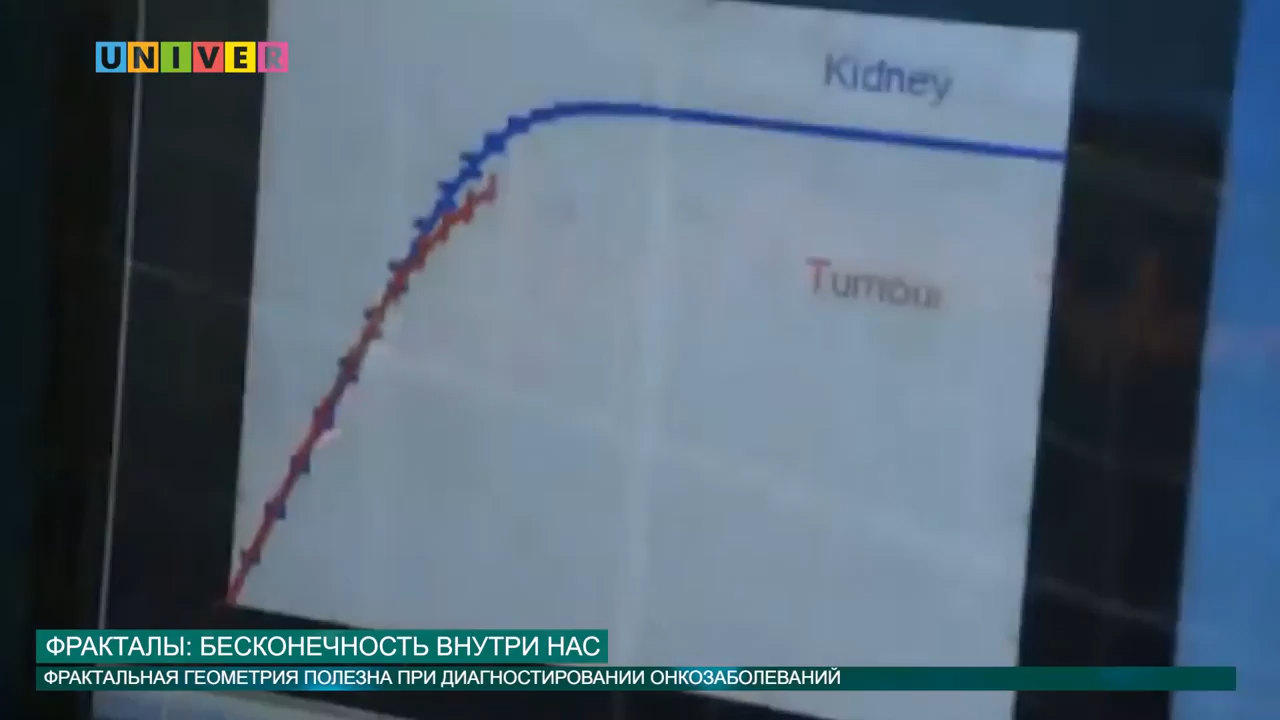 UNIVER
Kidney
Tumour
ФРАКТАЛЫ: БЕСКОНЕЧНОСТЬ ВНУТРИ НАС
ФРАКТАЛЬНАЯ ГЕОМЕТРИЯ ПОЛЕЗНА ПРИ ДИАГНОСТИРОВАНИИ ОНКОЗАБОЛЕВАНИЙ